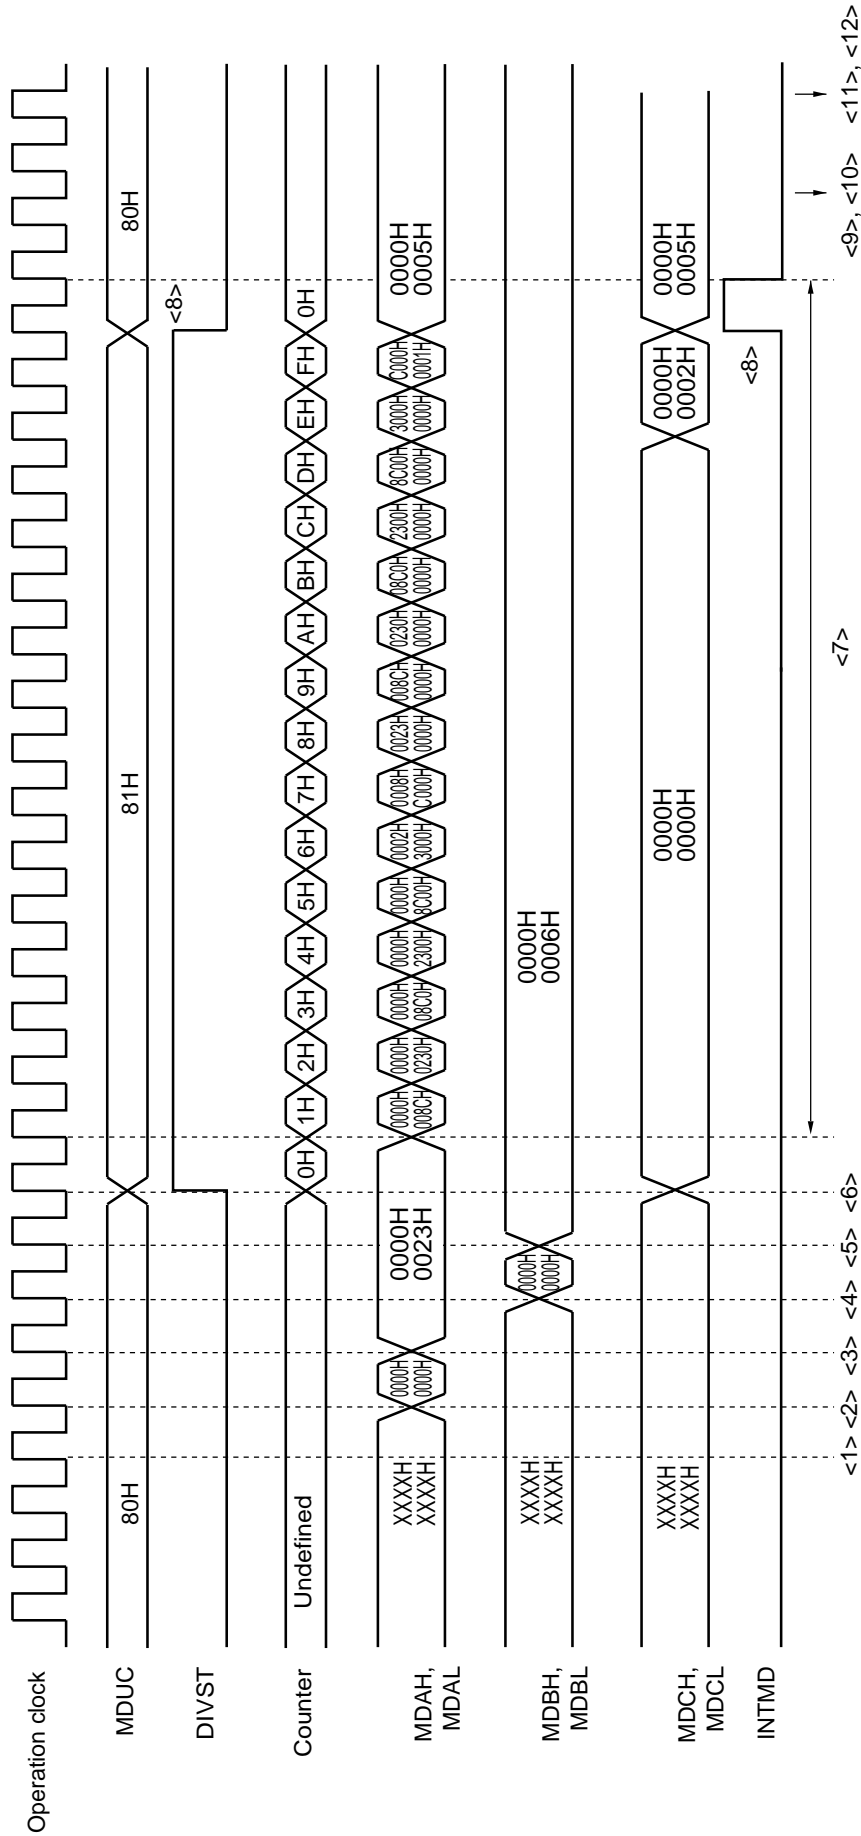 Operation clock
MDUC
80H
81H
80H
DIVST
<8>
Counter
Undefined
0H
1H
2H
3H
4H
5H
6H
7H
8H
9H
AH
BH
CH
DH
EH
FH
0H
MDAH,
MDAL
XXXXH
XXXXH
0000H
0000H
0000H
0023H
0000H
008CH
0000H
0230H
0000H
08C0H
0000H
2300H
0000H
8C00H
0002H
3000H
0008H
C000H
0023H
0000H
008CH
0000H
0230H
0000H
08C0H
0000H
2300H
0000H
8C00H
0000H
3000H
0000H
C000H
0001H
0000H
0005H
MDBH,
MDBL
XXXXH
XXXXH
0000H
0000H
0000H
0006H
MDCH,
MDCL
XXXXH
XXXXH
0000H
0000H
0000H
0002H
0000H
0005H
INTMD
<8>
<1>
<2>
<3>
<4>
<5>
<6>
<7>
<9>, <10>
<11>, <12>